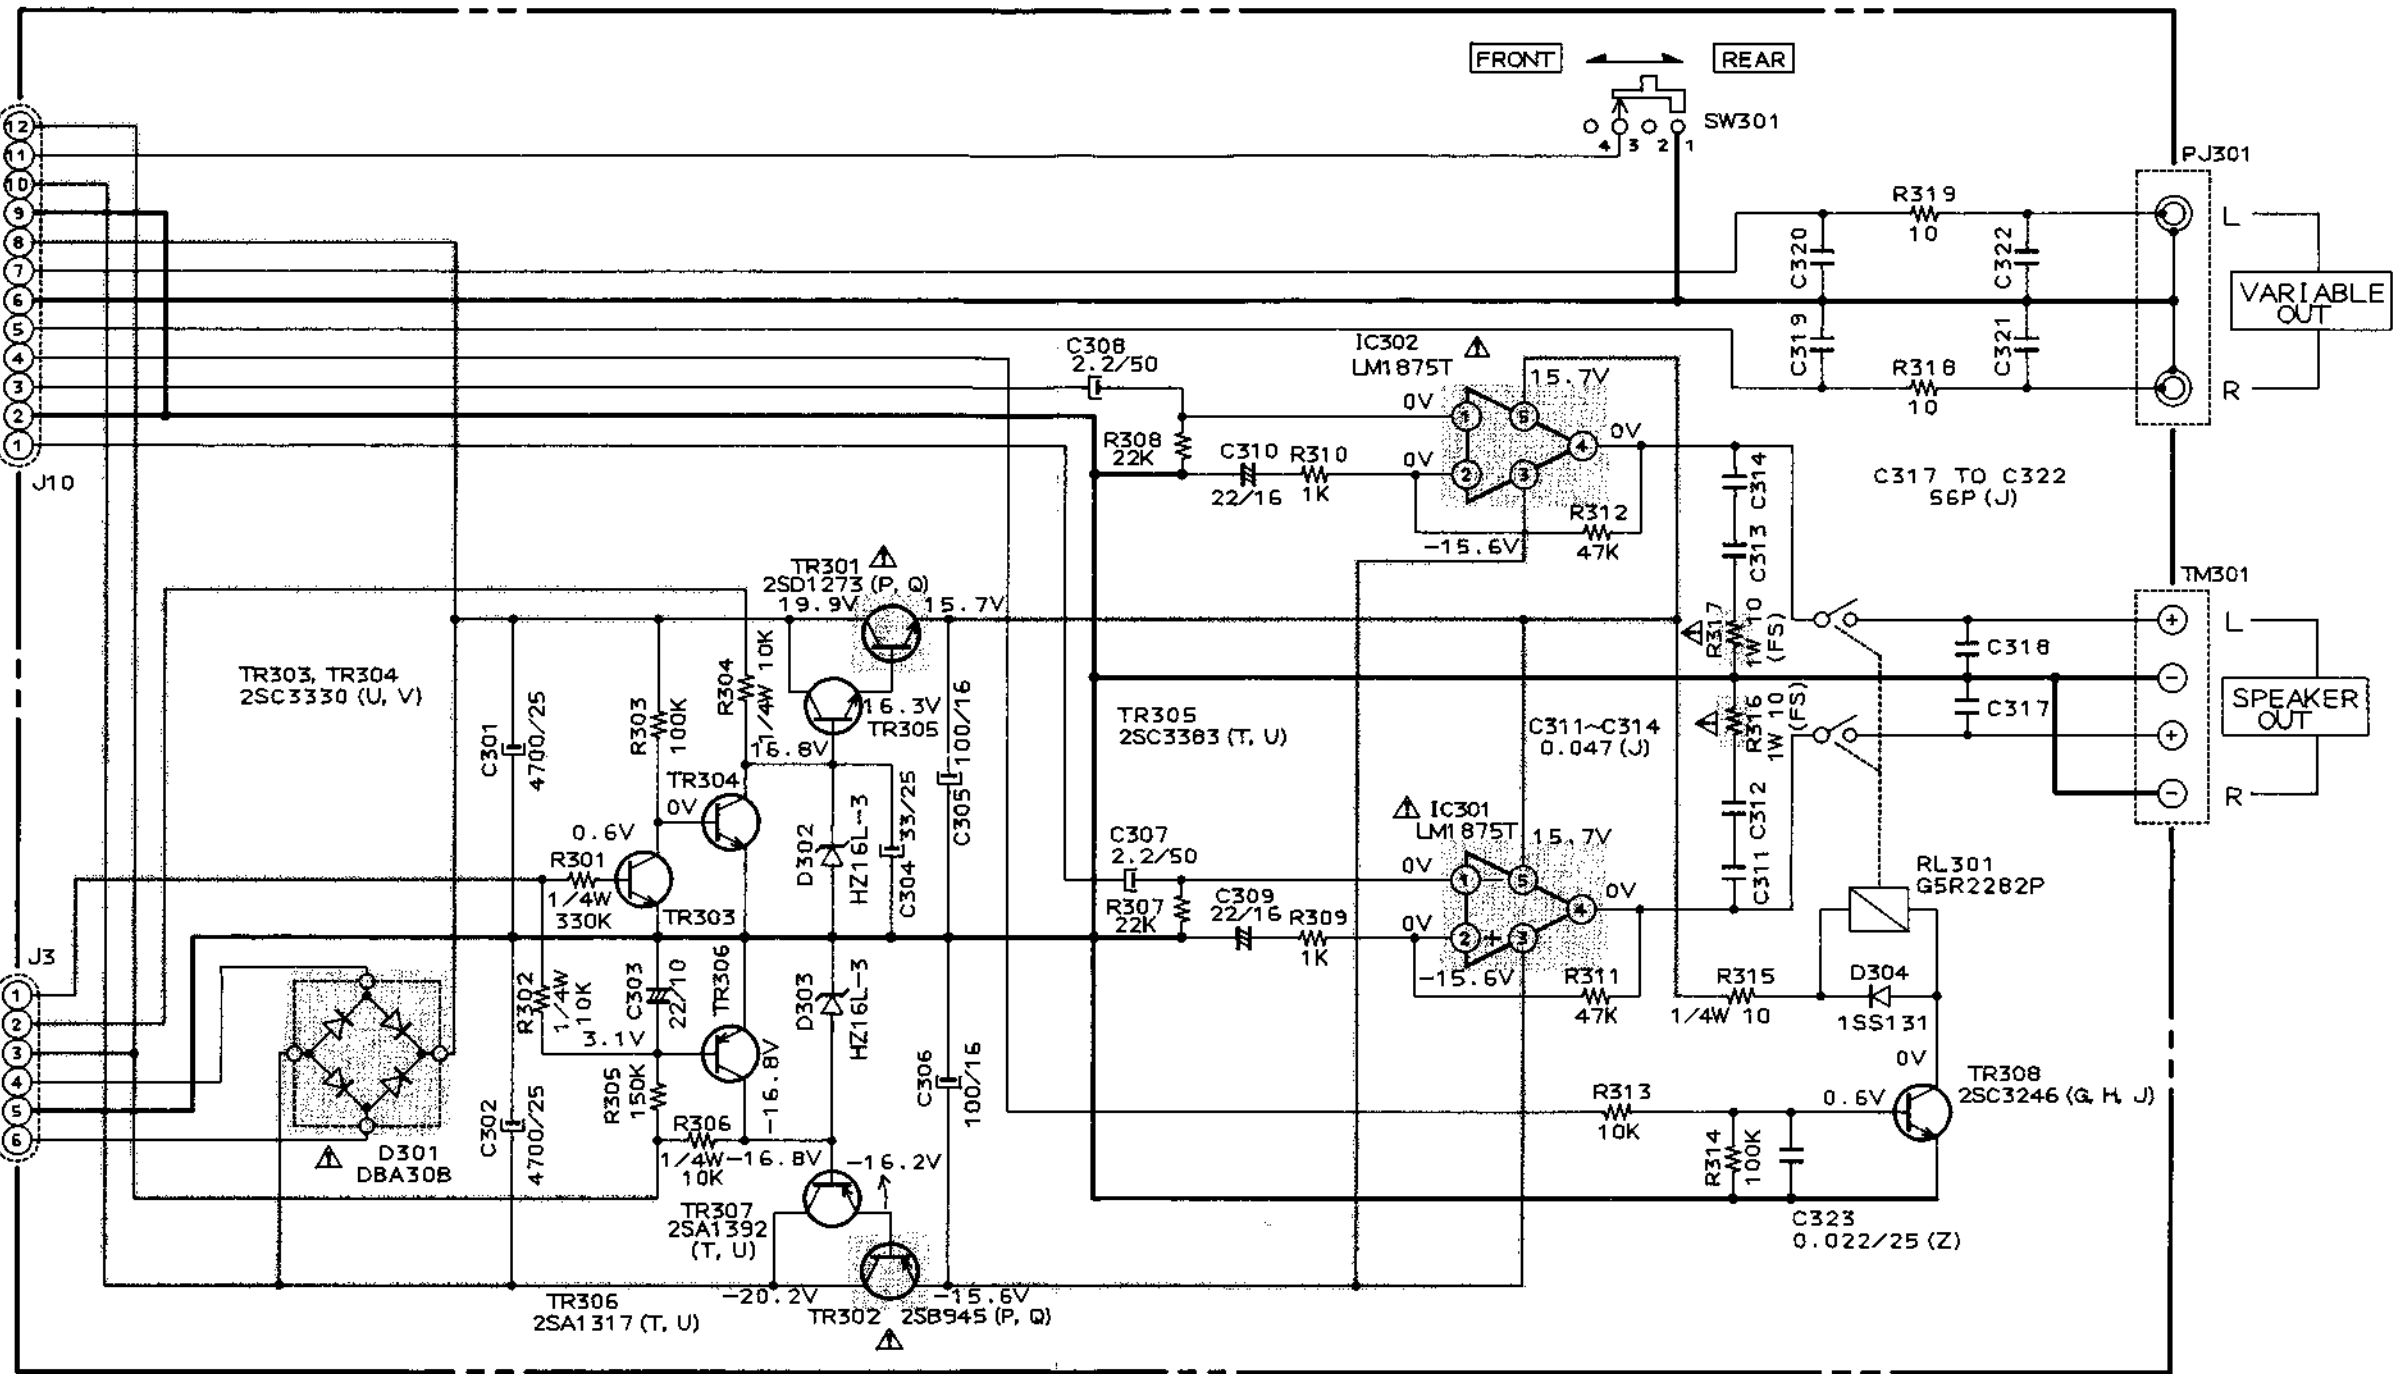 FRONT
REAR
SW301
4 3 2 1
12
11
10
9
8
7
6
5
4
3
2
1
J10
PJ301
R319
10
L
C320
C322
VARIABLE
OUT
C319
C321
R318
10
R
C308
2.2/50
IC302
LM1875T
15.7V
0V
1
5
4
0V
R308
22K
C310
22/16
R310
1K
0V
2
3
R312
47K
-15.6V
C314
C313
C317 TO C322
56P (J)
TR301
2SD1273 (P, Q)
19.9V
15.7V
TM301
R317
1W 10
(FS)
+
L
C318
-
TR303, TR304
2SC3330 (U, V)
C301
4700/25
R303
100K
R304
1/4W 10K
16.3V
TR305
16.8V
C305
100/16
TR305
2SC3383 (T, U)
C311~C314
0.047 (J)
R316
1W 10
(FS)
C317
+
SPEAKER
OUT
-
R
TR304
0V
D302
HZ16L-3
C304
33/25
0.6V
R301
1/4W
330K
TR303
C307
2.2/50
IC301
LM1875T
15.7V
0V
1
-
5
4
0V
R307
22K
C309
22/16
R309
1K
0V
2
+
3
-15.6V
R311
47K
C312
C311
RL301
G5R2282P
R315
1/4W 10
D304
1SS131
0V
J3
1
2
3
4
5
6
D301
DBA30B
R302
1/4W
10K
C303
22/10
3.1V
TR306
D303
HZ16L-3
-16.8V
C302
4700/25
R305
150K
R306
1/4W
10K
-16.8V
-16.2V
C306
100/16
R313
10K
R314
100K
0.6V
TR308
2SC3246 (G, H, J)
C323
0.022/25 (Z)
TR307
2SA1392
(T, U)
TR306
2SA1317 (T, U)
-20.2V
-15.6V
TR302 2SB945 (P, Q)